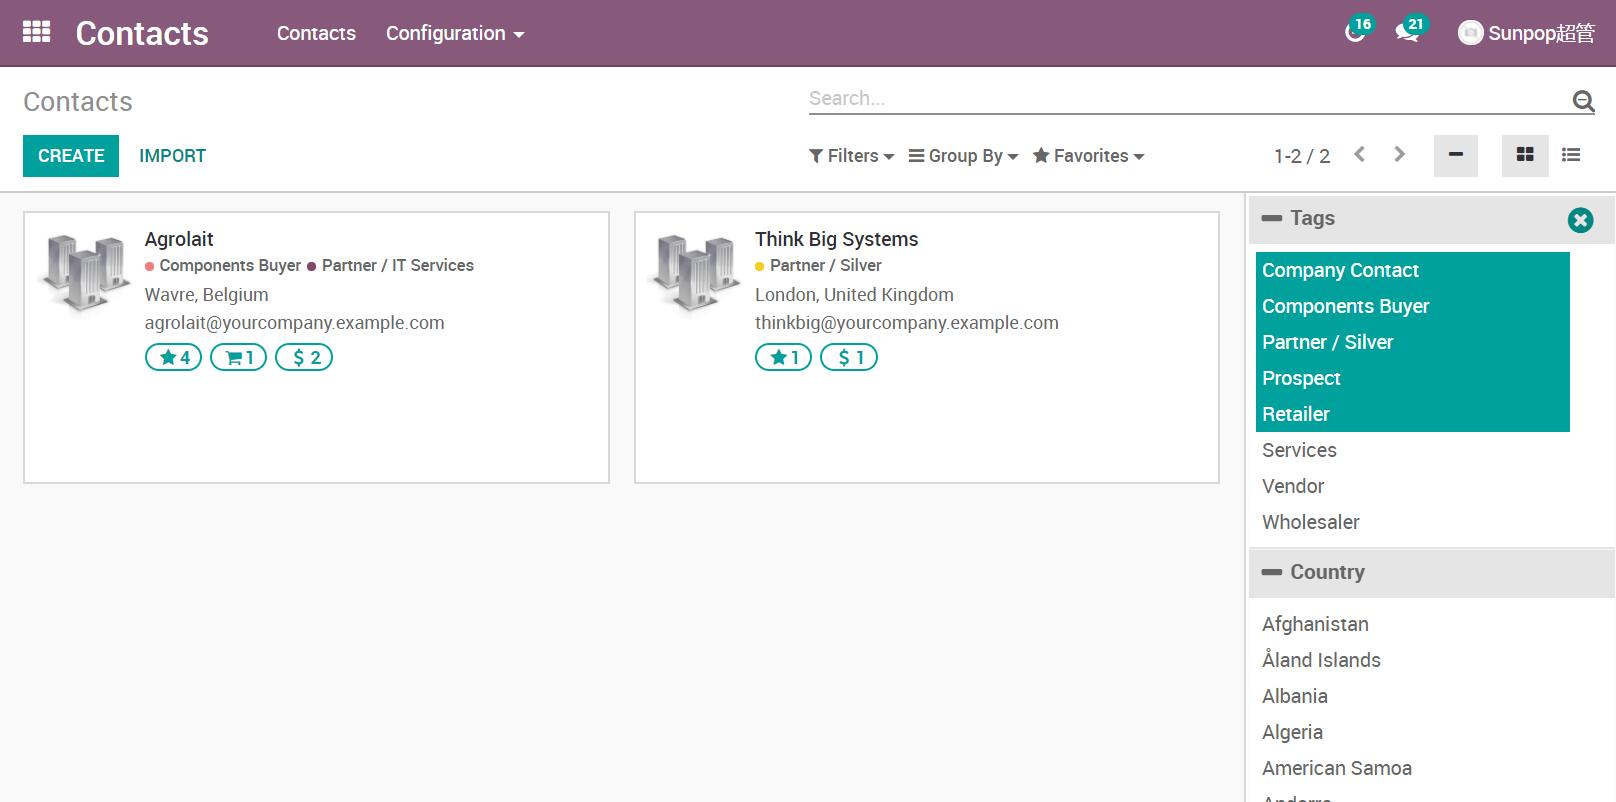 Contacts
Contacts
Configuration
16
21
Sunpop超管
Contacts
Search...
CREATE
IMPORT
Filters
Group By
Favorites
1-2 / 2
Agrolait
Components Buyer
Partner / IT Services
Wavre, Belgium
agrolait@yourcompany.example.com
4
1
$ 2
Think Big Systems
Partner / Silver
London, United Kingdom
thinkbig@yourcompany.example.com
1
$ 1
Tags
Company Contact
Components Buyer
Partner / Silver
Prospect
Retailer
Services
Vendor
Wholesaler
Country
Afghanistan
Åland Islands
Albania
Algeria
American Samoa